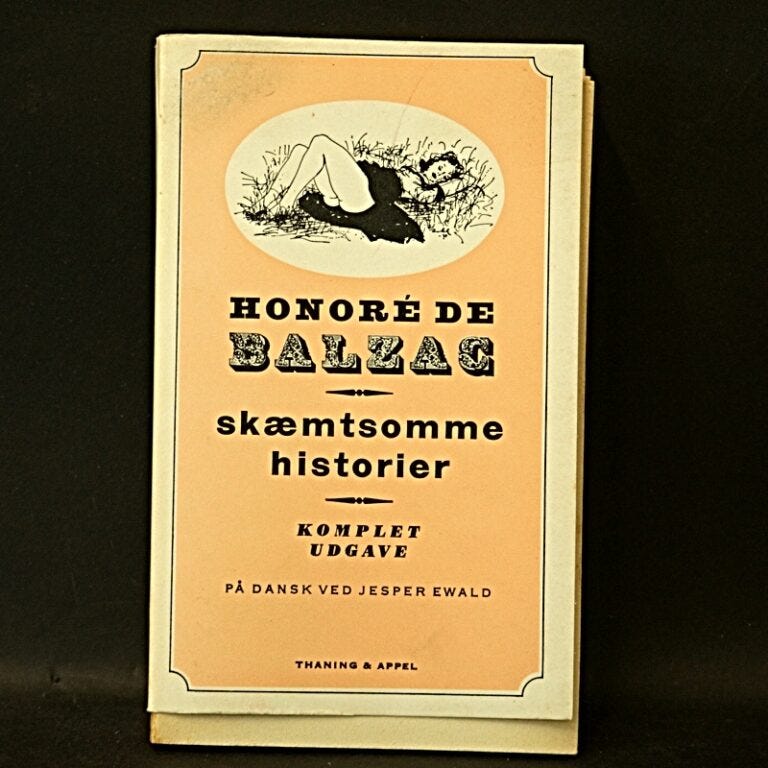 HONORÉ DE
BALZAC
skæmtsomme
historier
KOMPLET
UDGAVE
PÅ DANSK VED JESPER EWALD
THANING & APPEL